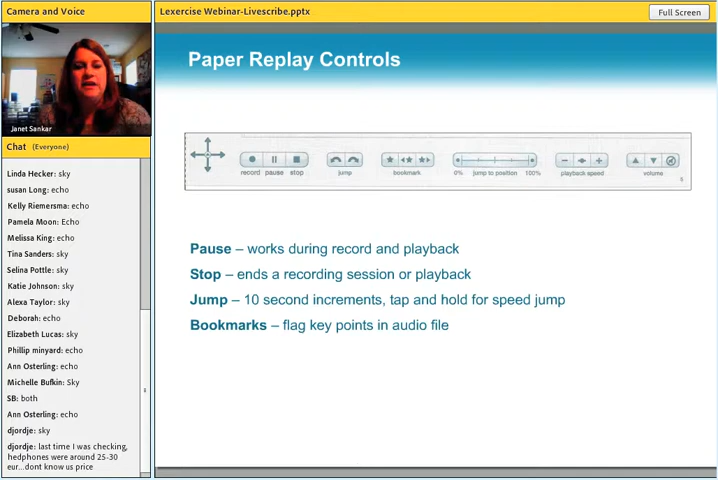 Camera and Voice
Lexercise Webinar-Livescribe.pptx
Full Screen
Janet Sankar
Chat (Everyone)
Linda Hecker: sky
susan Long: echo
Kelly Riemersma: echo
Pamela Moon: Echo
Melissa King: echo
Tina Sanders: sky
Selina Pottle: sky
Katie Johnson: sky
Alexa Taylor: sky
Deborah: echo
Elizabeth Lucas: sky
Phillip minyard: echo
Ann Osterling: echo
Michelle Bufkin: Sky
SB: both
Ann Osterling: echo
djordje: sky
djordje: last time I was checking,
hedphones were around 25-30
eur...dont know us price
Paper Replay Controls
record pause stop jump bookmark 0% jump to position 100% playback speed volume
Pause – works during record and playback
Stop – ends a recording session or playback
Jump – 10 second increments, tap and hold for speed jump
Bookmarks – flag key points in audio file